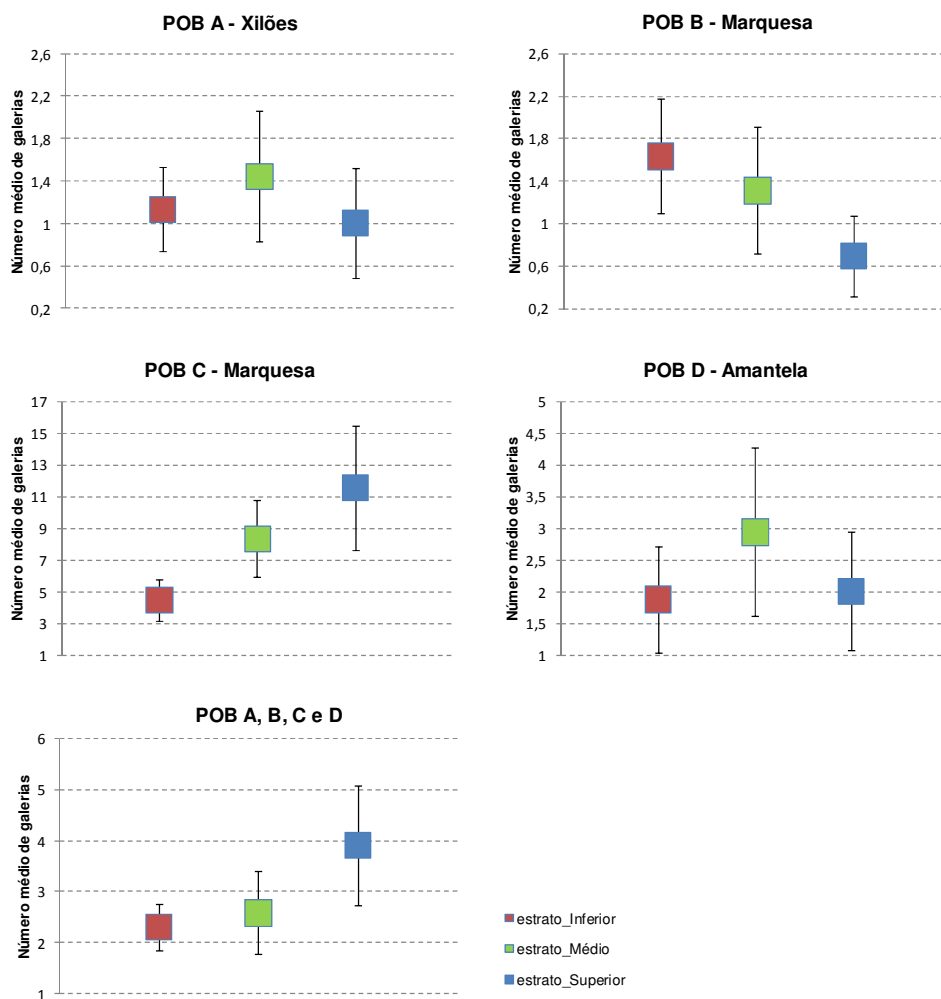 POB A - Xilões
Número médio de galerias
2,6
2,2
1,8
1,4
1
0,6
0,2
POB B - Marquesa
Número médio de galerias
2,6
2,2
1,8
1,4
1
0,6
0,2
POB C - Marquesa
Número médio de galerias
17
15
13
11
9
7
5
3
1
POB D - Amantela
Número médio de galerias
5
4,5
4
3,5
3
2,5
2
1,5
1
POB A, B, C e D
Número médio de galerias
6
5
4
3
2
1
estrato_Inferior
estrato_Médio
estrato_Superior